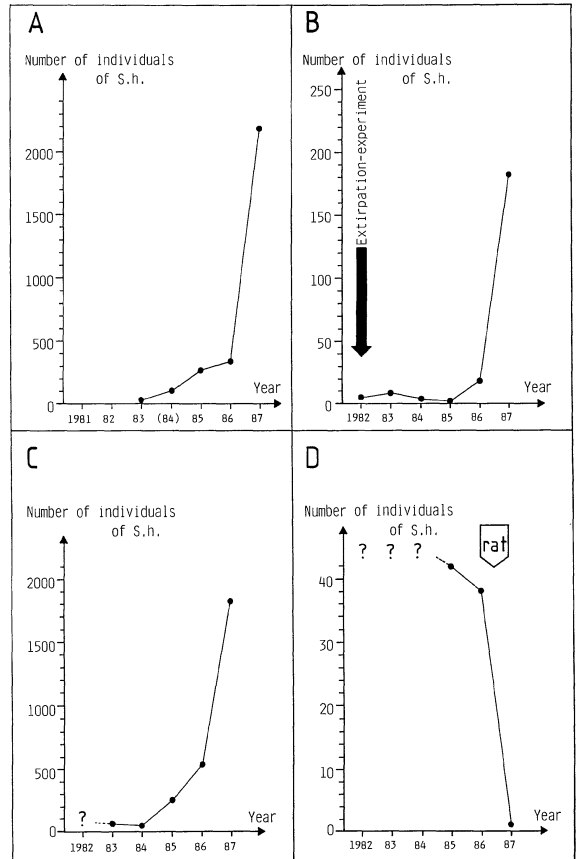 A
Number of individuals
of S.h.
2000
1500
1000
500
0
Year
1981 82 83 (84) 85 86 87
B
Number of individuals
of S.h.
250
200
150
100
50
0
Extirpation-experiment
Year
1982 83 84 85 86 87
C
Number of individuals
of S.h.
2000
1500
1000
500
0
?
Year
1982 83 84 85 86 87
D
Number of individuals
of S.h.
? ? ?
rat
40
30
20
10
0
Year
1982 83 84 85 86 87